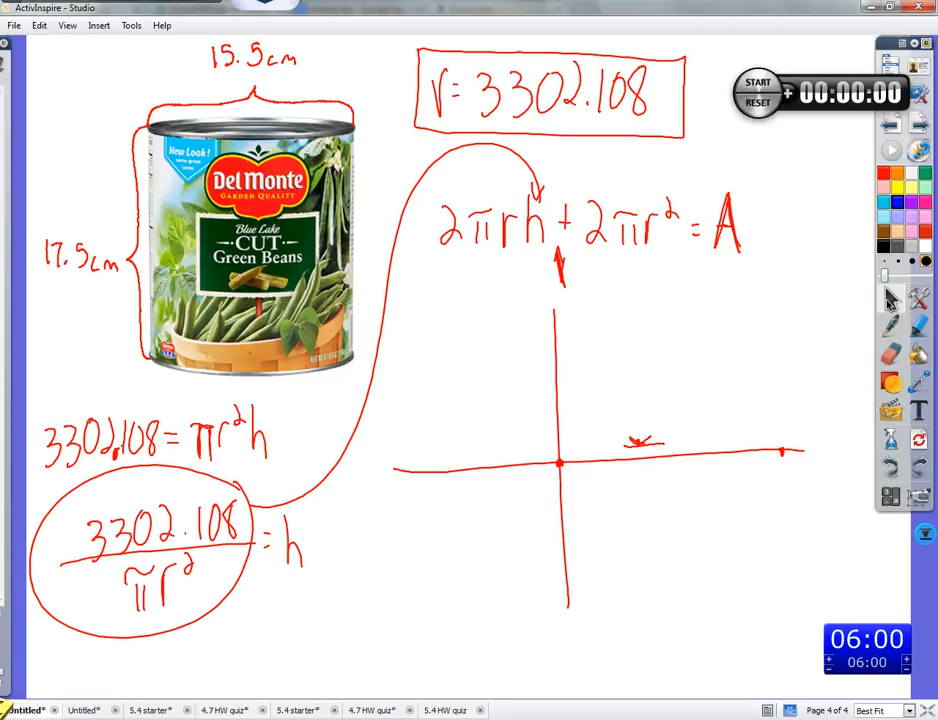 ActivInspire - Studio
File Edit View Insert Tools Help
15.5cm
V=3302.108
START
RESET
00:00:00
New Look!
Del Monte
GARDEN QUALITY
Blue Lake
CUT
Green Beans
17.5cm
2πrh + 2πr² = A
3302.108 = πr²h
3302.108
πr²
= h
06:00
06:00
untitled* Untitled* 5.4 starter* 4.7 HW quiz* 5.4 starter* 4.7 HW quiz* 5.4 HW quiz
Page 4 of 4 Best Fit